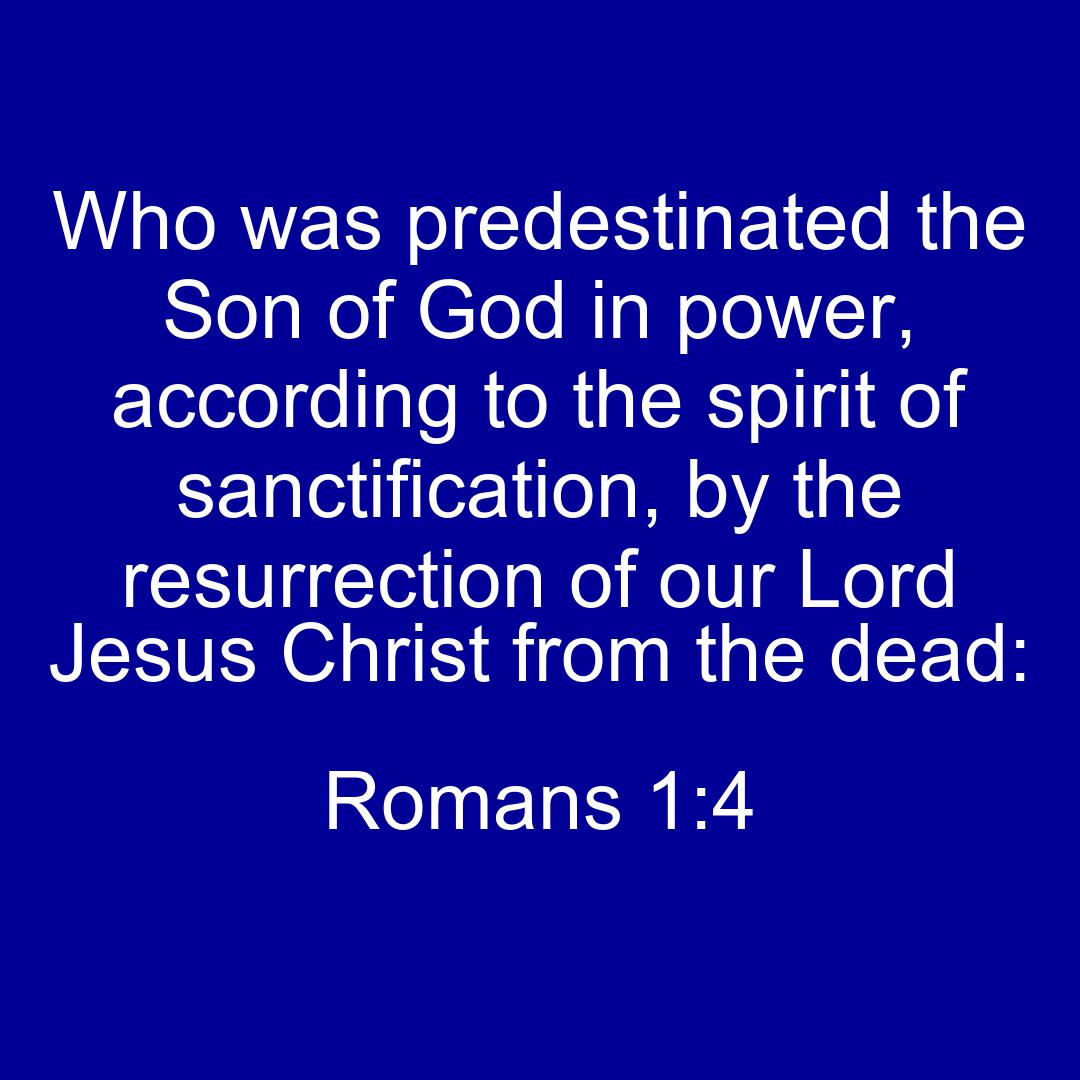 Who was predestinated the
Son of God in power,
according to the spirit of
sanctification, by the
resurrection of our Lord
Jesus Christ from the dead:
Romans 1:4